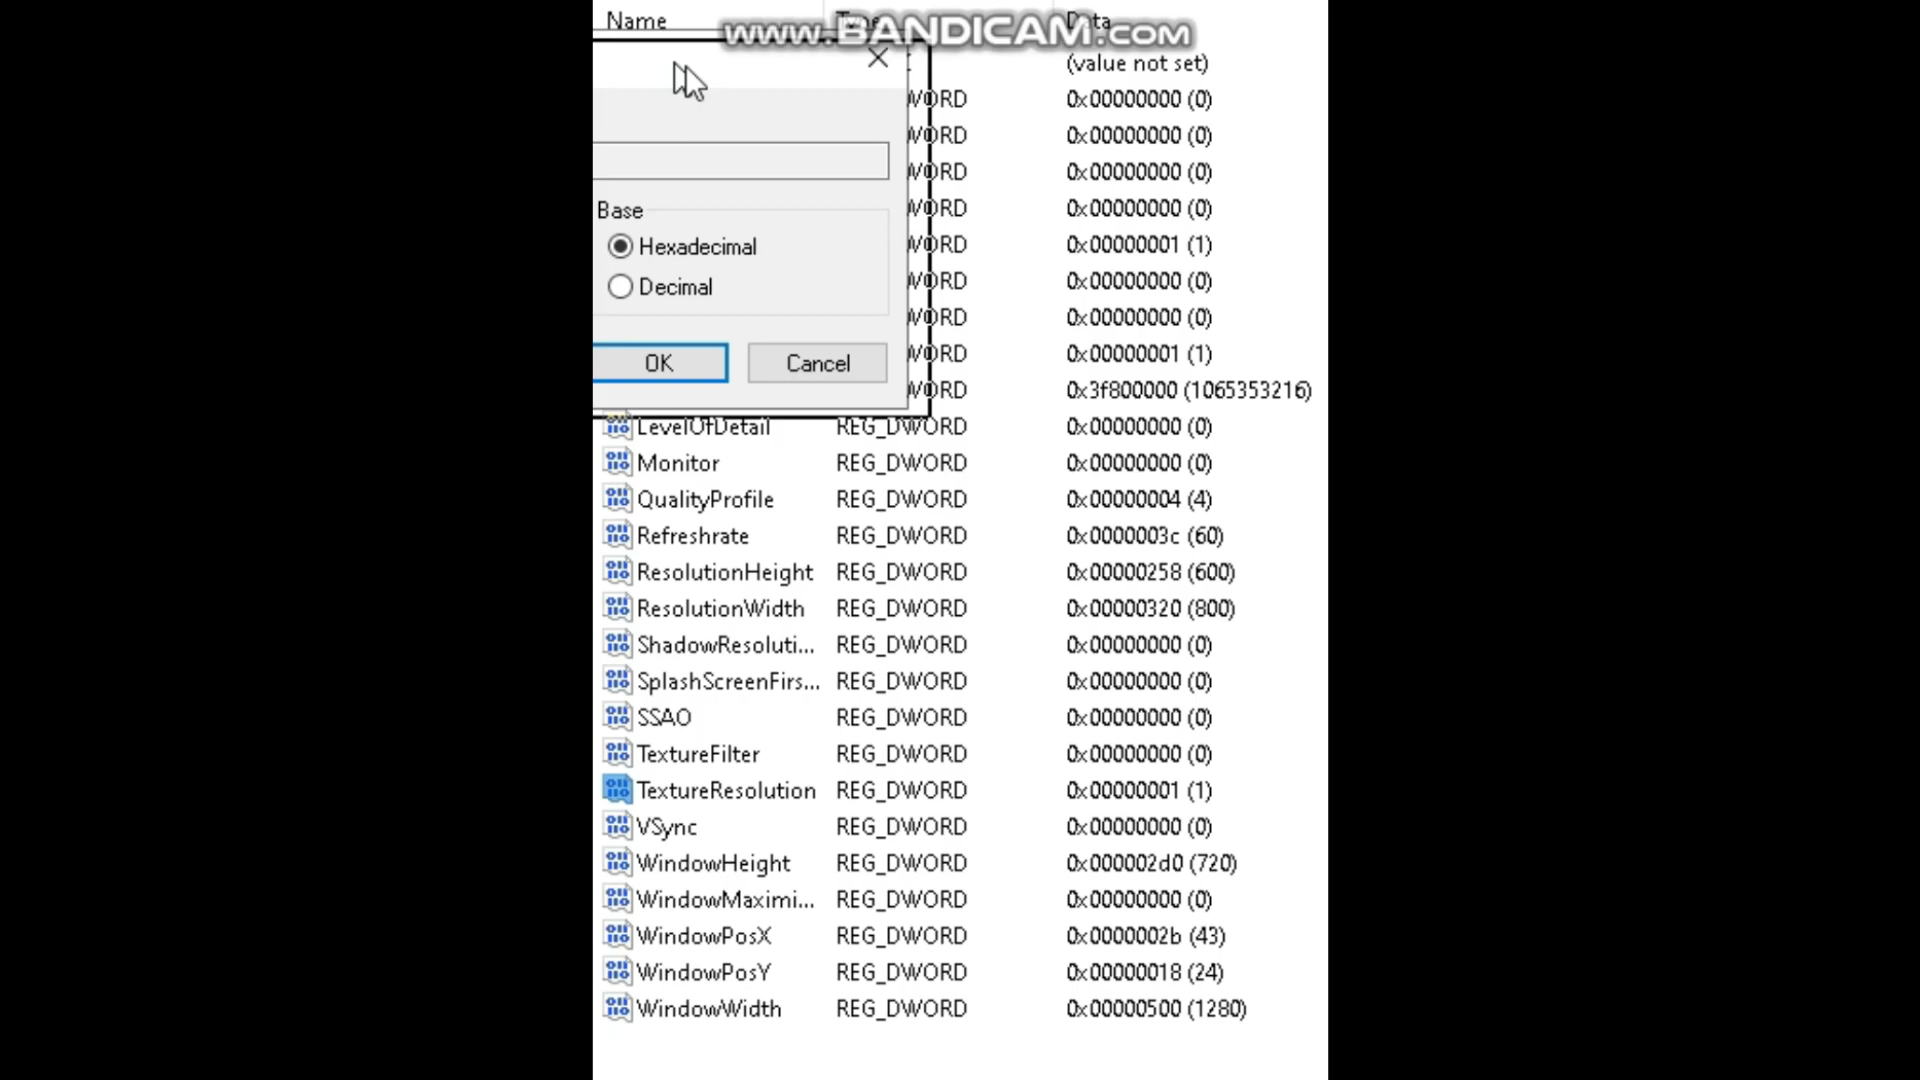 Name Type Data
www.BANDICAM.com
(value not set)
WORD 0x00000000 (0)
WORD 0x00000000 (0)
WORD 0x00000000 (0)
WORD 0x00000000 (0)
WORD 0x00000001 (1)
WORD 0x00000000 (0)
WORD 0x00000000 (0)
WORD 0x00000001 (1)
WORD 0x3f800000 (1065353216)
Base
Hexadecimal
Decimal
OK Cancel
LevelOfDetail REG_DWORD 0x00000000 (0)
Monitor REG_DWORD 0x00000000 (0)
QualityProfile REG_DWORD 0x00000004 (4)
Refreshrate REG_DWORD 0x0000003c (60)
ResolutionHeight REG_DWORD 0x00000258 (600)
ResolutionWidth REG_DWORD 0x00000320 (800)
ShadowResoluti... REG_DWORD 0x00000000 (0)
SplashScreenFirs... REG_DWORD 0x00000000 (0)
SSAO REG_DWORD 0x00000000 (0)
TextureFilter REG_DWORD 0x00000000 (0)
TextureResolution REG_DWORD 0x00000001 (1)
VSync REG_DWORD 0x00000000 (0)
WindowHeight REG_DWORD 0x000002d0 (720)
WindowMaximi... REG_DWORD 0x00000000 (0)
WindowPosX REG_DWORD 0x0000002b (43)
WindowPosY REG_DWORD 0x00000018 (24)
WindowWidth REG_DWORD 0x00000500 (1280)